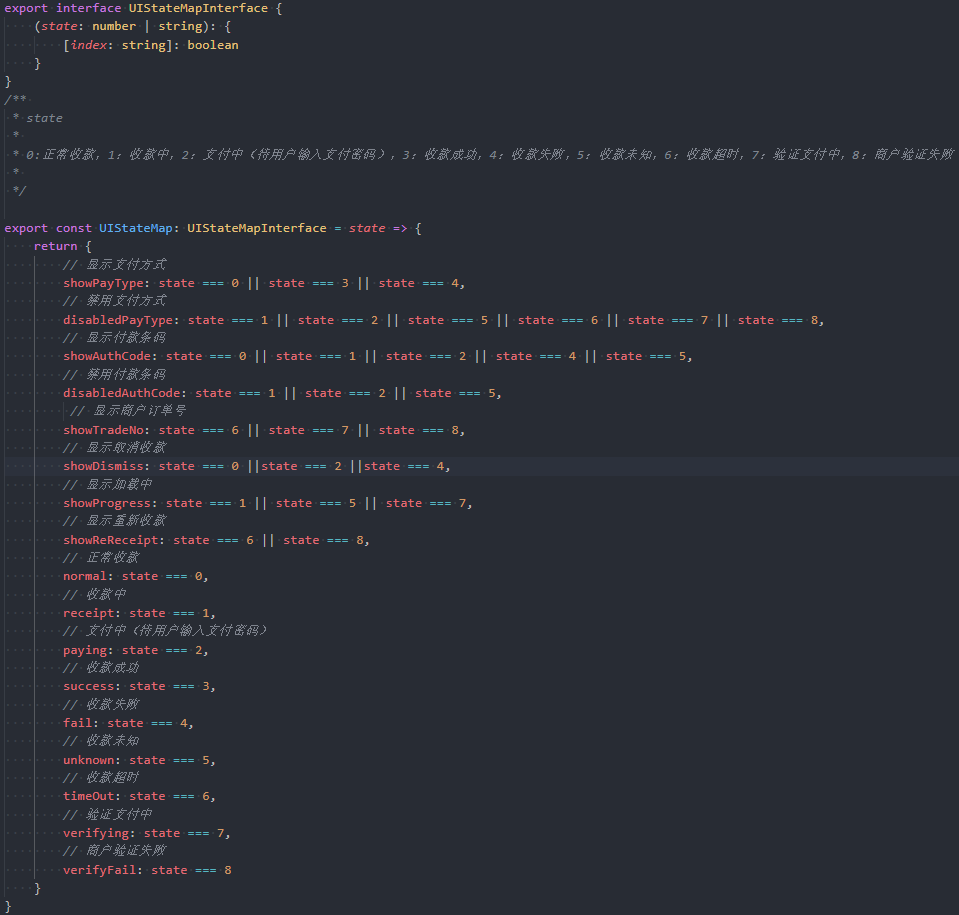 export interface UIStateMapInterface {
    (state: number | string): {
        [index: string]: boolean
    }
}
/**
 * state
 *
 * 0:正常收款, 1: 收款中, 2: 支付中（待用户输入支付密码）, 3: 收款成功, 4: 收款失败, 5: 收款未知, 6: 收款超时, 7: 验证支付中, 8: 商户验证失败
 *
 */

export const UIStateMap: UIStateMapInterface = state => {
    return {
        // 显示支付方式
        showPayType: state === 0 || state === 3 || state === 4,
        // 禁用支付方式
        disabledPayType: state === 1 || state === 2 || state === 5 || state === 6 || state === 7 || state === 8,
        // 显示付款条码
        showAuthCode: state === 0 || state === 1 || state === 2 || state === 4 || state === 5,
        // 禁用付款条码
        disabledAuthCode: state === 1 || state === 2 || state === 5,
         // 显示商户订单号
        showTradeNo: state === 6 || state === 7 || state === 8,
        // 显示取消收款
        showDismiss: state === 0 ||state === 2 ||state === 4,
        // 显示加载中
        showProgress: state === 1 || state === 5 || state === 7,
        // 显示重新收款
        showReReceipt: state === 6 || state === 8,
        // 正常收款
        normal: state === 0,
        // 收款中
        receipt: state === 1,
        // 支付中（待用户输入支付密码）
        paying: state === 2,
        // 收款成功
        success: state === 3,
        // 收款失败
        fail: state === 4,
        // 收款未知
        unknown: state === 5,
        // 收款超时
        timeOut: state === 6,
        // 验证支付中
        verifying: state === 7,
        // 商户验证失败
        verifyFail: state === 8
    }
}